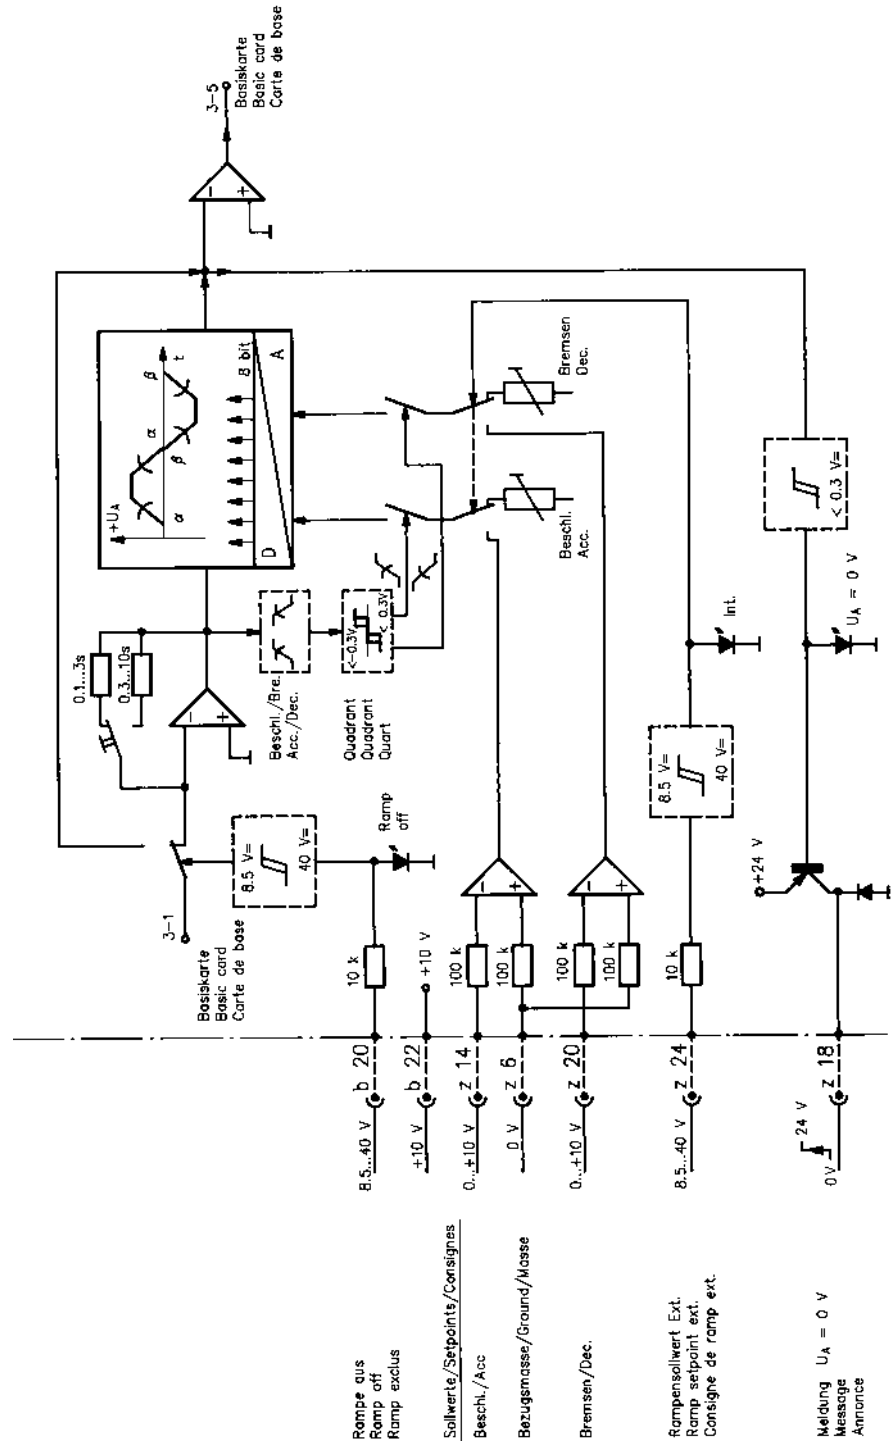 Basiskarte
Basic card
Carte de base
3-5
+UA
α
β
α
β
t
8 bit
D
A
0.1...3s
0.3...10s
−
+
−
+
Beschl./Bre.
Acc./Dec.
Quadrant
Quadrant
Quart
<-0.3V
< 0.3V
Bremsen
Dec.
Beschl.
Acc.
3-1
Basiskarte
Basic card
Carte de base
8.5 V=
40 V=
Ramp
off
Int.
8.5 V=
40 V=
< 0.3 V=
UA = 0 V
+24 V
−
+
−
+
10 k
+10 V
100 k
100 k
100 k
100 k
10 k
b 20
b 22
z 14
z 6
z 20
z 24
z 18
8.5...40 V
+10 V
0...+10 V
0 V
0...+10 V
8.5...40 V
24 V
0V
Rampe aus
Ramp off
Ramp exclus
Sollwerte/Setpoints/Consignes
Beschl./Acc
Bezugsmasse/Ground/Masse
Bremsen/Dec.
Rampensollwert Ext.
Ramp setpoint ext.
Consigne de ramp ext.
Meldung UA = 0 V
Message
Annonce